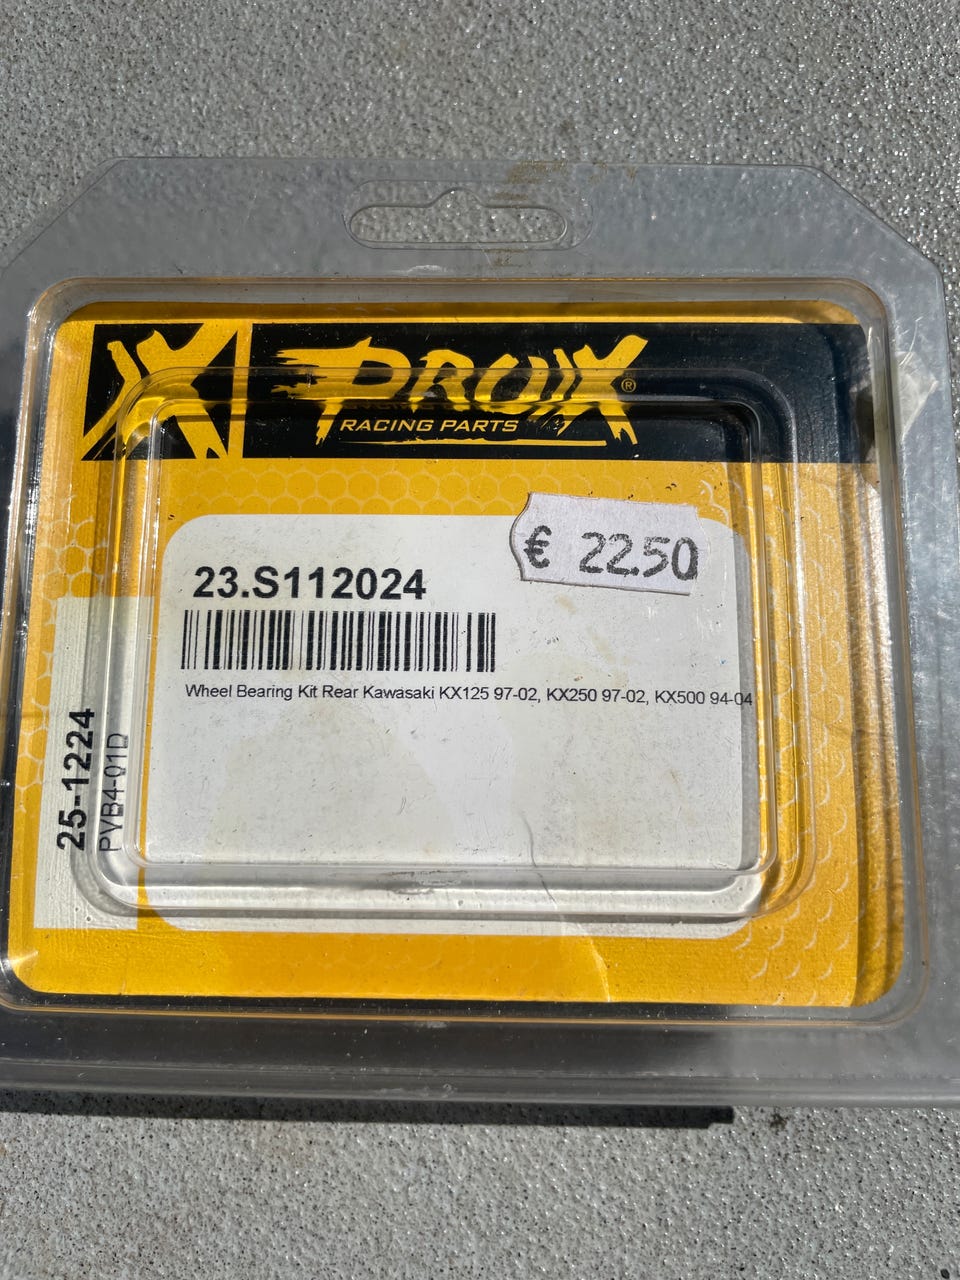 PROX®
RACING PARTS
€ 22.50
23.S112024
Wheel Bearing Kit Rear Kawasaki KX125 97-02, KX250 97-02, KX500 94-04
25-1224
PVB4-01D